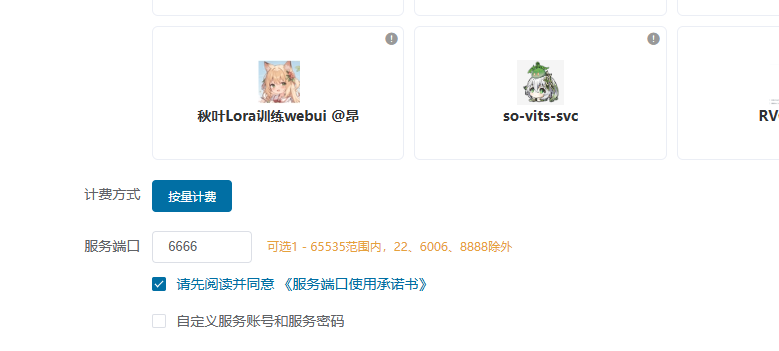 秋叶Lora训练webui @昂
so-vits-svc
RV
计费方式
按量计费
服务端口
6666
可选1 - 65535范围内，22、6006、8888除外
请先阅读并同意 《服务端口使用承诺书》
自定义服务账号和服务密码